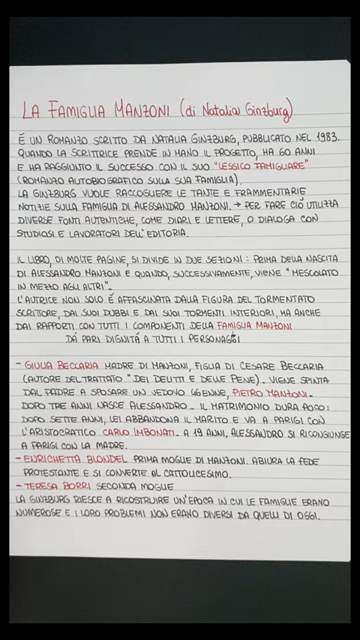 LA FAMIGLIA MANZONI (di Natalia Ginzburg)
É UN ROMANZO SCRITTO DA NATALIA GINZBURG, PUBBLICATO NEL 1983.
QUANDO LA SCRITTRICE PRENDE IN MANO IL PROGETTO, HA 60 ANNI
E HA RAGGIUNTO IL SUCCESSO CON IL SUO "LESSICO FAMIGLIARE"
(ROMANZO AUTOBIOGRAFICO SULLA SUA FAMIGLIA).
LA GINZBURG VUOLE RACCOGLIERE LE TANTE E FRAMMENTARIE
NOTIZIE SULLA FAMIGLIA DI ALESSANDRO MANZONI. → PER FARE CIO' UTILIZZA
DIVERSE FONTI AUTENTICHE, COME DIARI E LETTERE, O DIALOGA CON
STUDIOSI E LAVORATORI DELL'EDITORIA.
IL LIBRO, DI MOLTE PAGINE, SI DIVIDE IN DUE SEZIONI: PRIMA DELLA NASCITA
DI ALESSANDRO MANZONI E QUANDO, SUCCESSIVAMENTE, VIENE "MESCOLATO
IN MEZZO AGLI ALTRI".
L'AUTRICE NON SOLO É AFFASCINATA DALLA FIGURA DEL TORMENTATO
SCRITTORE, DAI SUOI DUBBI E DAI SUOI TORMENTI INTERIORI, MA ANCHE
DAI RAPPORTI CON TUTTI I COMPONENTI DELLA FAMIGLIA MANZONI
DÁ PARI DIGNITÁ A TUTTI I PERSONAGGI
- GIULIA BECCARIA MADRE DI MANZONI, FIGLIA DI CESARE BECCARIA
(AUTORE DEL TRATTATO "DEI DELITTI E DELLE PENE). VIENE SPINTA
DAL PADRE A SPOSARE UN VEDOVO 46ENNE, PIETRO MANZONI.
DOPO TRE ANNI NASCE ALESSANDRO. IL MATRIMONIO DURA POCO:
DOPO SETTE ANNI, LEI ABBANDONA IL MARITO E VA A PARIGI CON
L'ARISTOCRATICO CARLO IMBONATI. A 19 ANNI, ALESSANDRO SI RICONGIUNGE
A PARIGI CON LA MADRE.
- ENRICHETTA BLONDEL PRIMA MOGLIE DI MANZONI. ABIURA LA FEDE
PROTESTANTE E SI CONVERTE AL CATTOLICESIMO.
- TERESA BORRI SECONDA MOGLIE
LA GINZBURG RIESCE A RICOSTRUIRE UN'EPOCA IN CUI LE FAMIGLIE ERANO
NUMEROSE E I LORO PROBLEMI NON ERANO DIVERSI DA QUELLI DI OGGI.